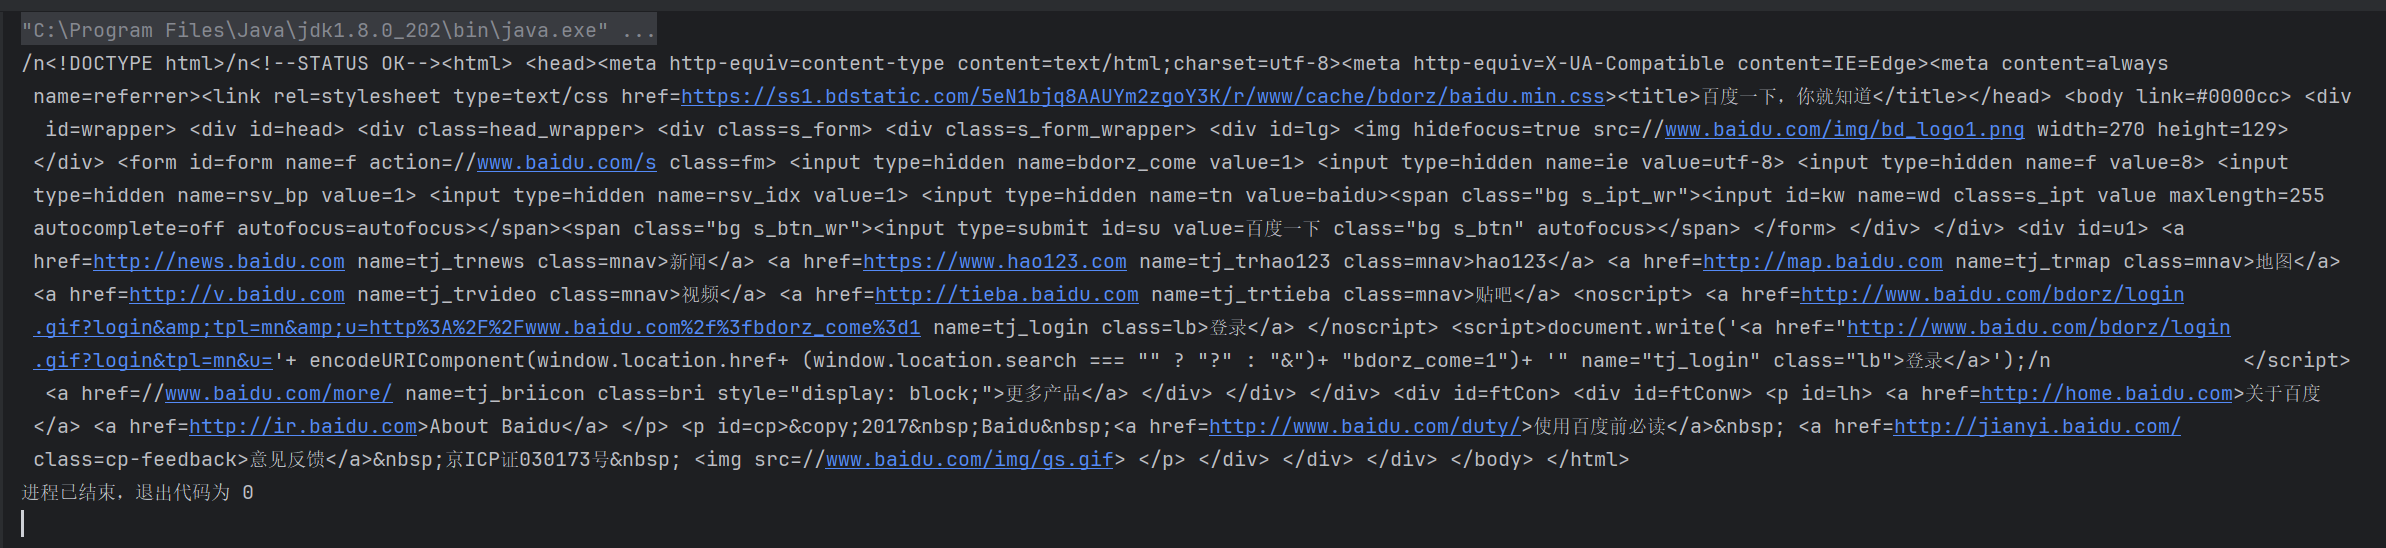 "C:\Program Files\Java\jdk1.8.0_202\bin\java.exe" ...
/n<!DOCTYPE html>/n<!--STATUS OK--><html> <head><meta http-equiv=content-type content=text/html;charset=utf-8><meta http-equiv=X-UA-Compatible content=IE=Edge><meta content=always
name=referrer><link rel=stylesheet type=text/css href=https://ss1.bdstatic.com/5eN1bjq8AAUYm2zgoY3K/r/www/cache/bdorz/baidu.min.css><title>百度一下，你就知道</title></head> <body link=#0000cc> <div
id=wrapper> <div id=head> <div class=head_wrapper> <div class=s_form> <div class=s_form_wrapper> <div id=lg> <img hidefocus=true src=//www.baidu.com/img/bd_logo1.png width=270 height=129>
</div> <form id=form name=f action=//www.baidu.com/s class=fm> <input type=hidden name=bdorz_come value=1> <input type=hidden name=ie value=utf-8> <input type=hidden name=f value=8> <input
type=hidden name=rsv_bp value=1> <input type=hidden name=rsv_idx value=1> <input type=hidden name=tn value=baidu><span class="bg s_ipt_wr"><input id=kw name=wd class=s_ipt value maxlength=255
autocomplete=off autofocus=autofocus></span><span class="bg s_btn_wr"><input type=submit id=su value=百度一下 class="bg s_btn" autofocus></span> </form> </div> </div> <div id=u1> <a
href=http://news.baidu.com name=tj_trnews class=mnav>新闻</a> <a href=https://www.hao123.com name=tj_trhao123 class=mnav>hao123</a> <a href=http://map.baidu.com name=tj_trmap class=mnav>地图</a>
<a href=http://v.baidu.com name=tj_trvideo class=mnav>视频</a> <a href=http://tieba.baidu.com name=tj_trtieba class=mnav>贴吧</a> <noscript> <a href=http://www.baidu.com/bdorz/login
.gif?login&amp;tpl=mn&amp;u=http%3A%2F%2Fwww.baidu.com%2f%3fbdorz_come%3d1 name=tj_login class=lb>登录</a> </noscript> <script>document.write('<a href="http://www.baidu.com/bdorz/login
.gif?login&tpl=mn&u='+ encodeURIComponent(window.location.href+ (window.location.search === "" ? "?" : "&")+ "bdorz_come=1")+ '" name="tj_login" class="lb">登录</a>');/n                </script>
<a href=//www.baidu.com/more/ name=tj_briicon class=bri style="display: block;">更多产品</a> </div> </div> </div> <div id=ftCon> <div id=ftConw> <p id=lh> <a href=http://home.baidu.com>关于百度
</a> <a href=http://ir.baidu.com>About Baidu</a> </p> <p id=cp>&copy;2017&nbsp;Baidu&nbsp;<a href=http://www.baidu.com/duty/>使用百度前必读</a>&nbsp; <a href=http://jianyi.baidu.com/
class=cp-feedback>意见反馈</a>&nbsp;京ICP证030173号&nbsp; <img src=//www.baidu.com/img/gs.gif> </p> </div> </div> </div> </body> </html>
进程已结束，退出代码为 0